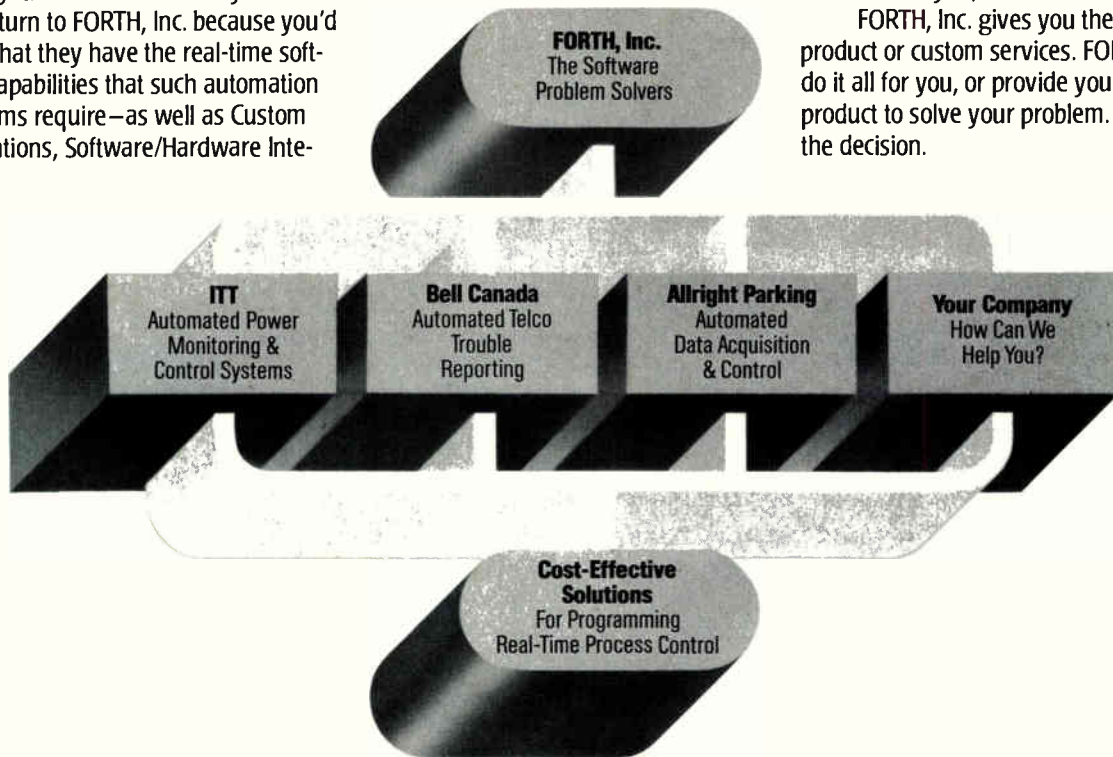 turn to FORTH, Inc. because you'd
hat they have the real-time soft-
apabilities that such automation
ms require—as well as Custom
ations, Software/Hardware Inte-
FORTH, Inc.
The Software
Problem Solvers
FORTH, Inc. gives you the
product or custom services. FOR
do it all for you, or provide you
product to solve your problem.
the decision.
ITT
Automated Power
Monitoring &
Control Systems
Bell Canada
Automated Telco
Trouble
Reporting
Allright Parking
Automated
Data Acquisition
& Control
Your Company
How Can We
Help You?
Cost-Effective
Solutions
For Programming
Real-Time Process Control